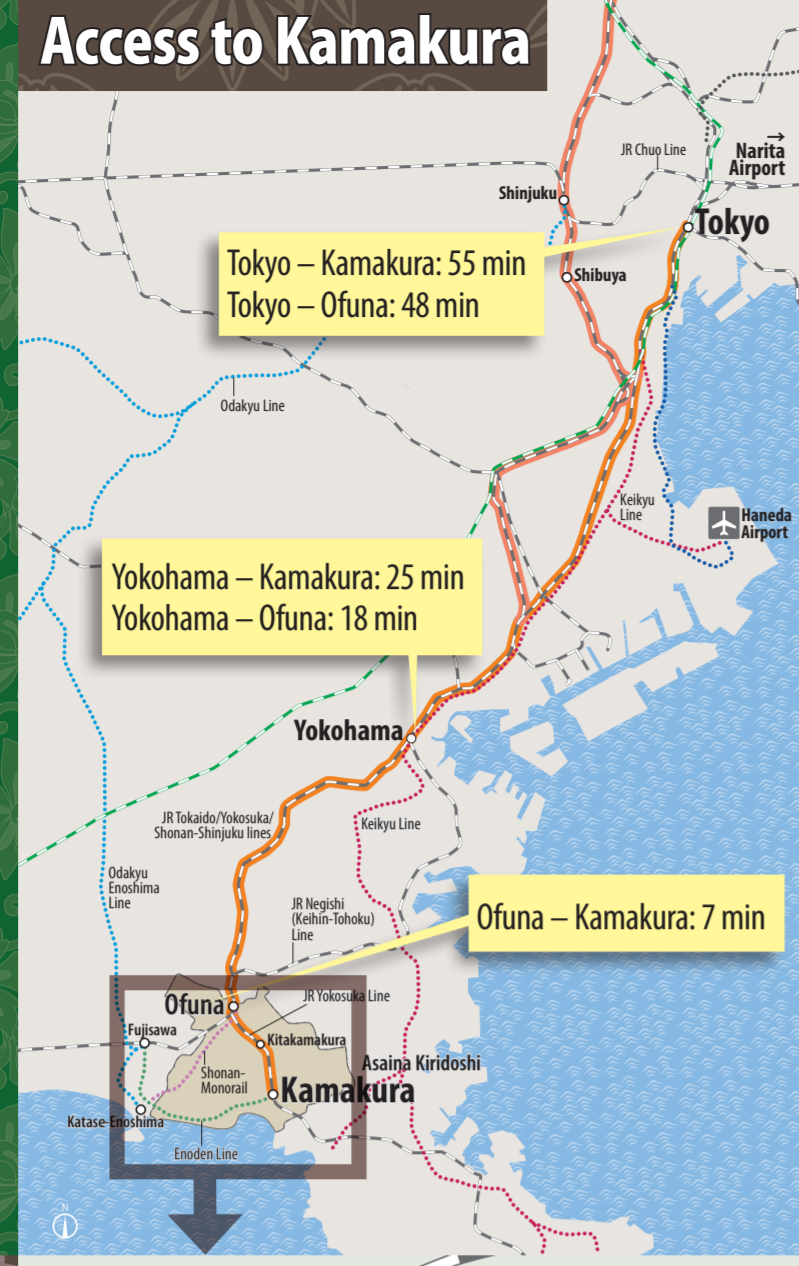 Access to Kamakura
JR Chuo Line
→
Narita
Airport
Shinjuku
Tokyo
Tokyo – Kamakura: 55 min
Tokyo – Ofuna: 48 min
Shibuya
Odakyu Line
Keikyu
Line
Haneda
Airport
Yokohama – Kamakura: 25 min
Yokohama – Ofuna: 18 min
Yokohama
JR Tokaido/Yokosuka/
Shonan-Shinjuku lines
Keikyu Line
Odakyu
Enoshima
Line
JR Negishi
(Keihin-Tohoku)
Line
Ofuna – Kamakura: 7 min
Ofuna
JR Yokosuka Line
Fujisawa
Kitakamakura
Shonan-
Monorail
Asaina Kiridoshi
Kamakura
Katase-Enoshima
Enoden Line
N